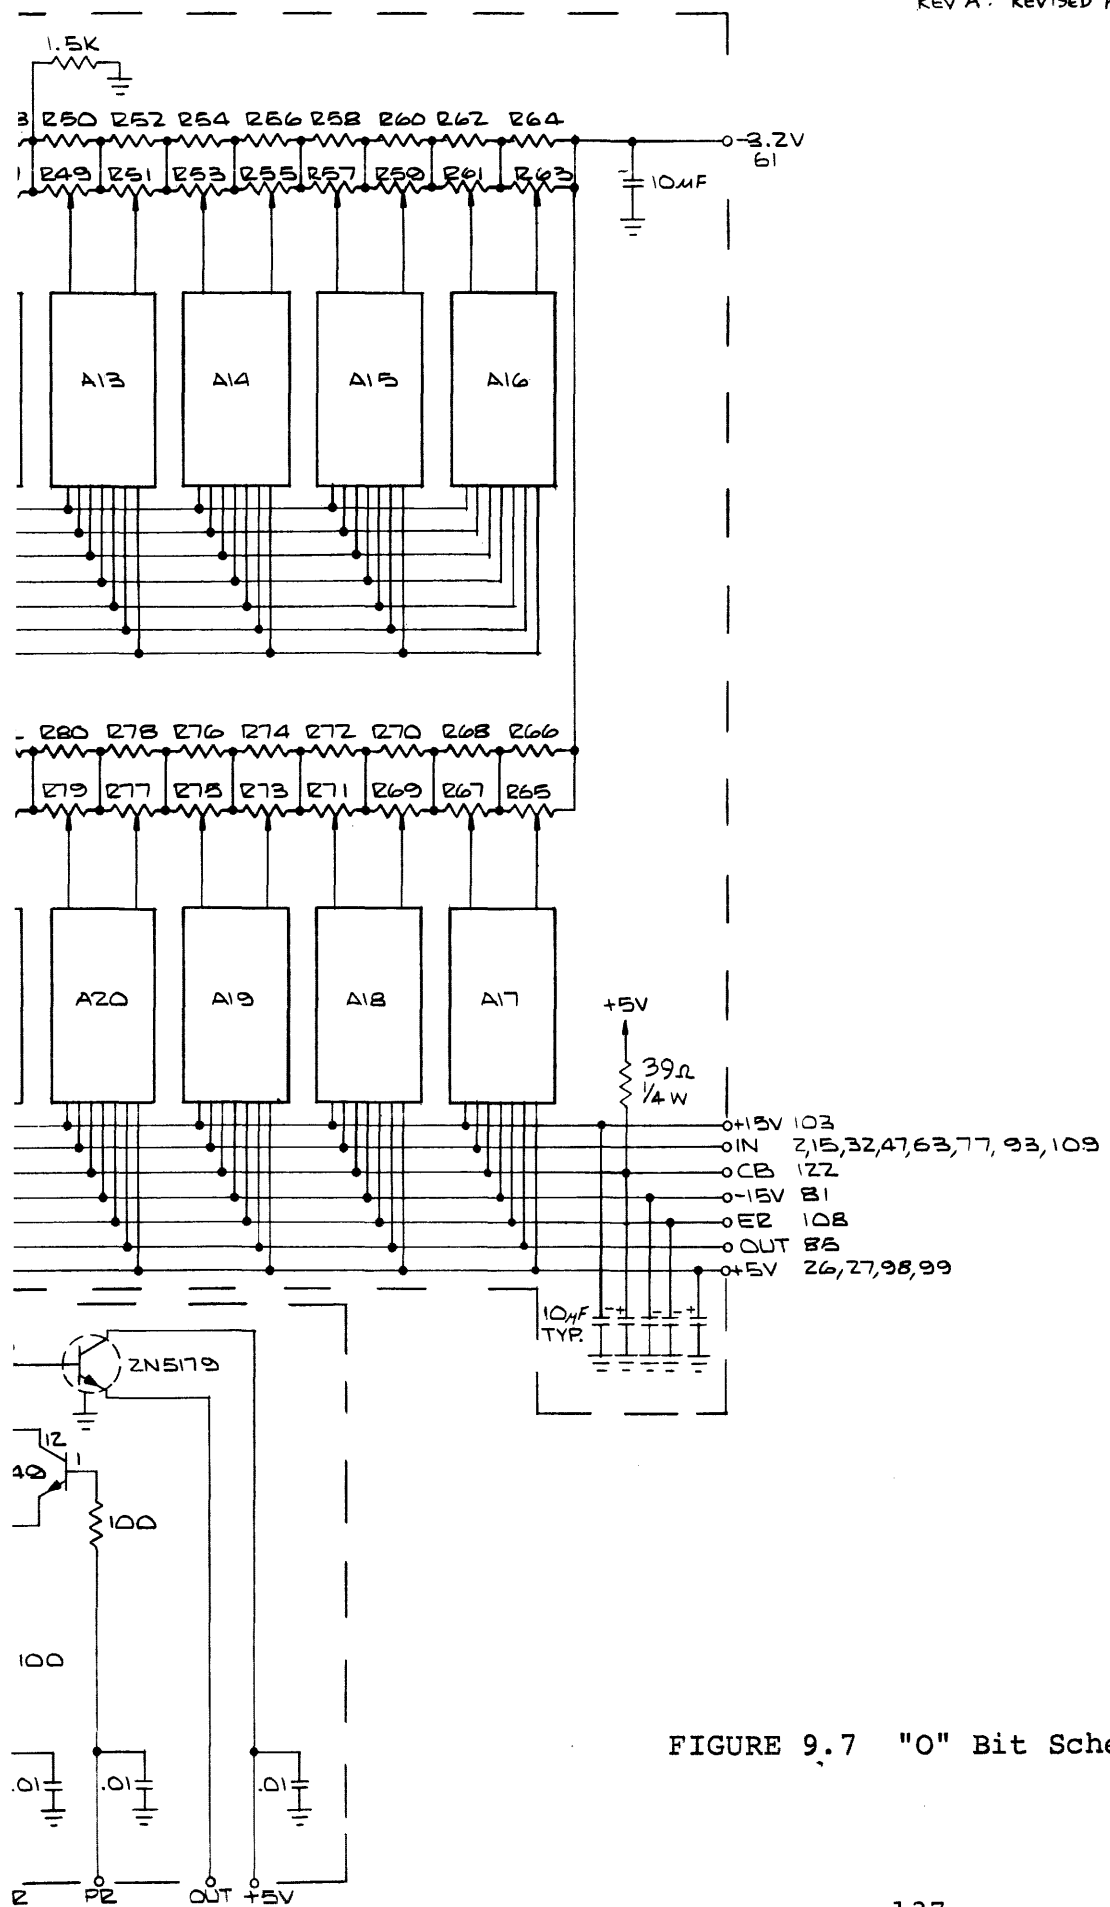 REV A: REVISED
1.5K
R50 R52 R54 R56 R58 R60 R62 R64
-3.2V
61
R49 R51 R53 R55 R57 R59 R61 R63
10µF
A13 A14 A15 A16
R80 R78 R76 R74 R72 R70 R68 R66
R79 R77 R75 R73 R71 R69 R67 R65
A20 A19 A18 A17
+5V
39Ω
1/4 W
+15V 103
IN 2,15,32,47,63,77,93,109
CB 122
-15V 81
ER 108
OUT 85
+5V 26,27,98,99
10µF
TYP.
2N5179
12
1
100
100
FIGURE 9.7 "0" Bit Sche
.01 .01 .01
PR OUT +5V